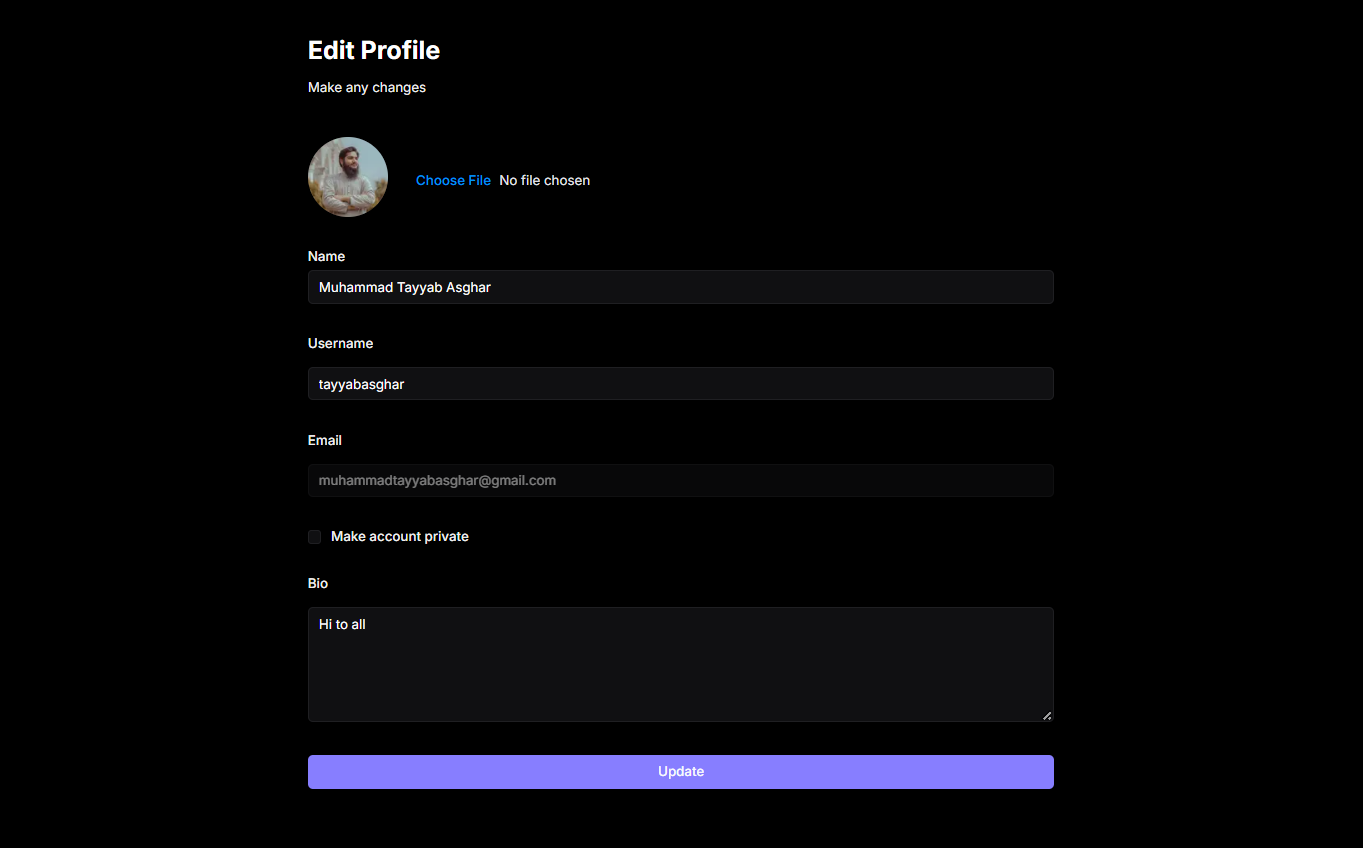 Edit Profile
Make any changes
Choose File No file chosen
Name
Muhammad Tayyab Asghar
Username
tayyabasghar
Email
muhammadtayyabasghar@gmail.com
Make account private
Bio
Hi to all
Update